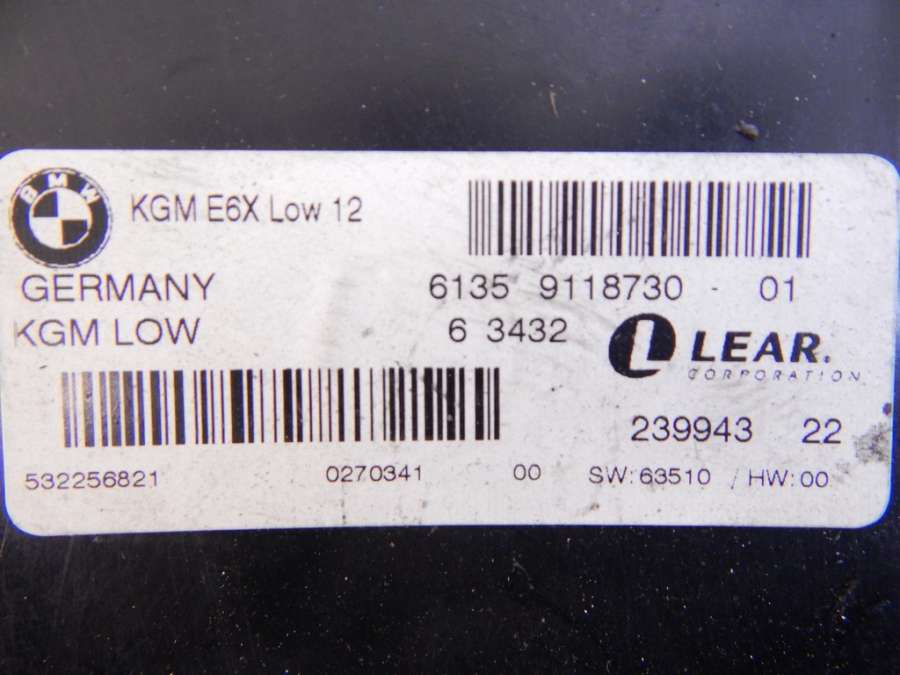 BMW
KGM E6X Low 12
GERMANY 6135 9118730 - 01
KGM LOW 6 3432
LEAR.
CORPORATION
239943 22
532256821 0270341 00 SW: 63510 / HW: 00